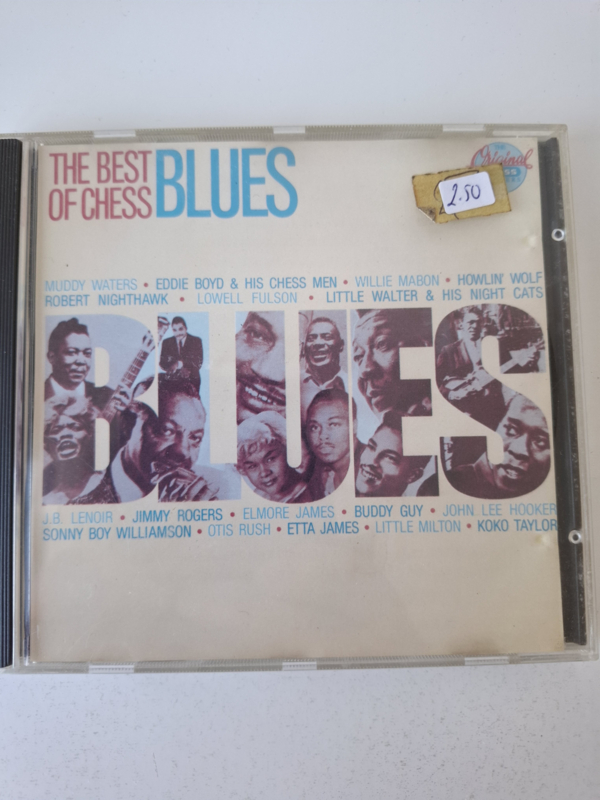 THE BEST
OF CHESS
BLUES
Original
2.50
MUDDY WATERS • EDDIE BOYD & HIS CHESS MEN • WILLIE MABON • HOWLIN' WOLF
ROBERT NIGHTHAWK • LOWELL FULSON • LITTLE WALTER & HIS NIGHT CATS
BLUES
J.B. LENOIR • JIMMY ROGERS • ELMORE JAMES • BUDDY GUY • JOHN LEE HOOKER
SONNY BOY WILLIAMSON • OTIS RUSH • ETTA JAMES • LITTLE MILTON • KOKO TAYLOR